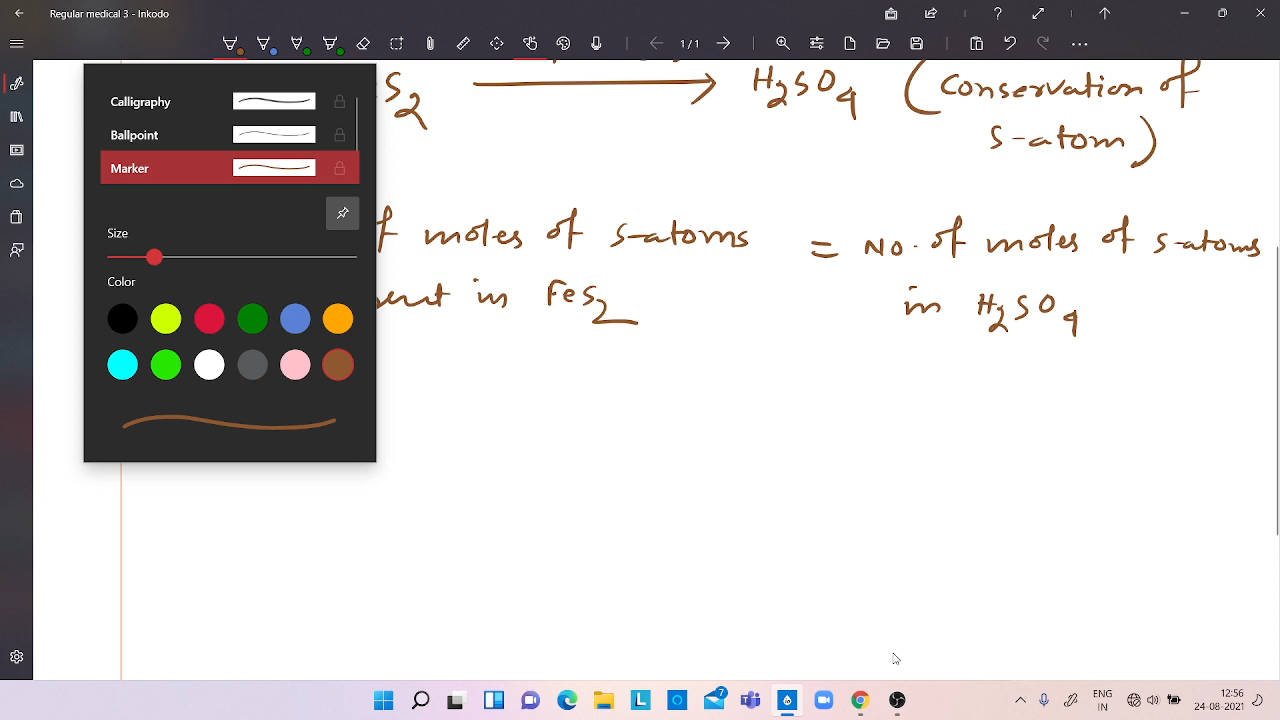 Regular medical 3 - Inkodo
1/1
Calligraphy
Ballpoint
Marker
Size
Color
S2 → H2SO4 (Conservation of
S-atom)
f moles of S-atoms = No. of moles of S-atoms
in FeS2 in H2SO4
7
ENG
IN
12:56
24-08-2021